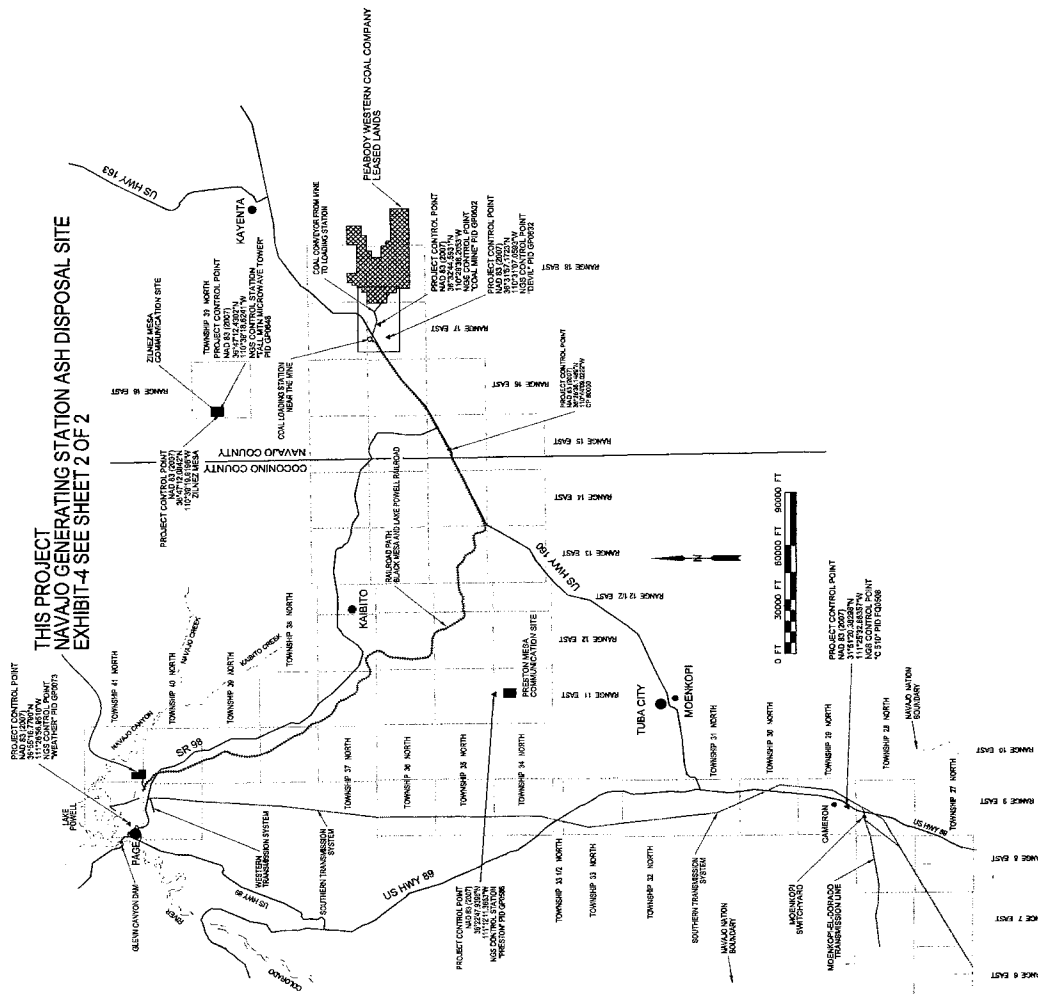 THIS PROJECT
NAVAJO GENERATING STATION ASH DISPOSAL SITE
EXHIBIT-4 SEE SHEET 2 OF 2
PROJECT CONTROL POINT
NAD 83 (2007)
NGS CONTROL POINT
"WEATHER" PID GP0073
LAKE
POWELL
PAGE
GLENN CANYON DAM
COLORADO
RIVER
NAVAJO CANYON
NAVAJO CREEK
KAIBITO CREEK
TOWNSHIP 41 NORTH
TOWNSHIP 40 NORTH
TOWNSHIP 39 NORTH
TOWNSHIP 38 NORTH
SR 98
WESTERN
TRANSMISSION SYSTEM
SOUTHERN TRANSMISSION
SYSTEM
US HWY 89
US HWY 89
TOWNSHIP 37 NORTH
TOWNSHIP 36 NORTH
TOWNSHIP 35 NORTH
TOWNSHIP 34 NORTH
KAIBITO
RAILROAD PATH
BLACK MESA AND LAKE POWELL RAILROAD
PROJECT CONTROL POINT
NAD 83 (2007)
ZILNEZ MESA
ZILNEZ MESA
COMMUNICATION SITE
TOWNSHIP 39 NORTH
PROJECT CONTROL POINT
NAD 83 (2007)
NGS CONTROL STATION
"TALL MTN MICROWAVE TOWER"
PID GP0648
RANGE 16 EAST
COCONINO COUNTY
NAVAJO COUNTY
US HWY 163
KAYENTA
COAL CONVEYOR FROM MINE
TO LOADING STATION
COAL LOADING STATION
NEAR THE MINE
PEABODY WESTERN COAL COMPANY
LEASED LANDS
PROJECT CONTROL POINT
NAD 83 (2007)
NGS CONTROL POINT
"COAL MINE" PID GP0622
PROJECT CONTROL POINT
NAD 83 (2007)
NGS CONTROL POINT
"DEVIL" PID GP0632
RANGE 18 EAST
RANGE 17 EAST
RANGE 16 EAST
RANGE 15 EAST
RANGE 14 EAST
RANGE 13 EAST
RANGE 12 1/2 EAST
RANGE 12 EAST
RANGE 11 EAST
PROJECT CONTROL POINT
NAD 83 (2007)
US HWY 160
PRESTON MESA
COMMUNICATION SITE
PROJECT CONTROL POINT
NAD 83 (2007)
NGS CONTROL STATION
TUBA CITY
MOENKOPI
N
0 FT 30000 FT 60000 FT 90000 FT
TOWNSHIP 33 1/2 NORTH
TOWNSHIP 33 NORTH
TOWNSHIP 32 NORTH
TOWNSHIP 31 NORTH
TOWNSHIP 30 NORTH
TOWNSHIP 29 NORTH
TOWNSHIP 28 NORTH
TOWNSHIP 27 NORTH
SOUTHERN TRANSMISSION
SYSTEM
NAVAJO NATION
BOUNDARY
CAMERON
MOENKOPI
SWITCHYARD
MOENKOPI-EL-DORADO
TRANSMISSION LINE
PROJECT CONTROL POINT
NAD 83 (2007)
NGS CONTROL POINT
NAVAJO NATION
BOUNDARY
US HWY 89
RANGE 10 EAST
RANGE 9 EAST
RANGE 8 EAST
RANGE 6 EAST